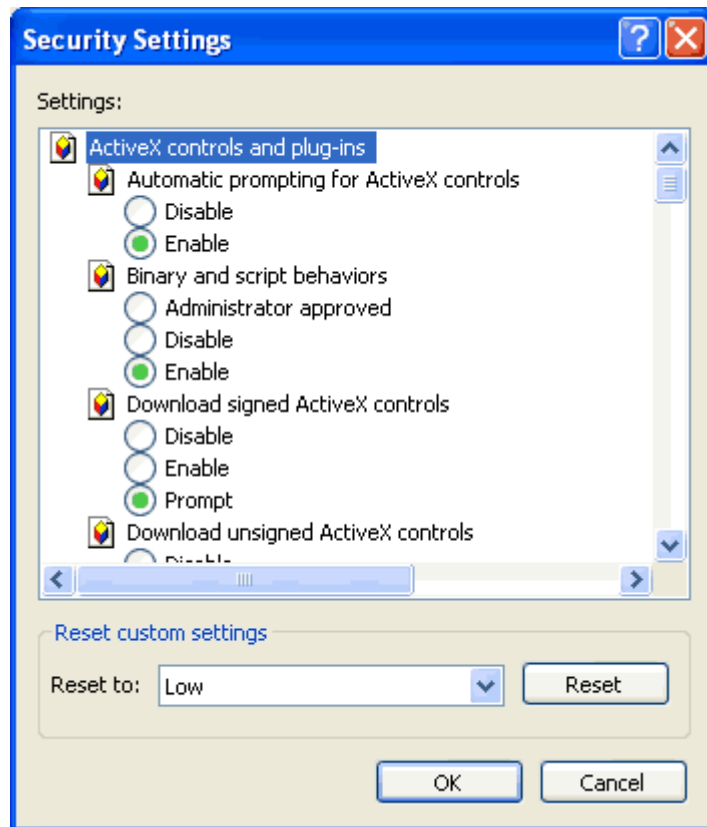 Security Settings
Settings:
ActiveX controls and plug-ins
Automatic prompting for ActiveX controls
Disable
Enable
Binary and script behaviors
Administrator approved
Disable
Enable
Download signed ActiveX controls
Disable
Enable
Prompt
Download unsigned ActiveX controls
Disable
Reset custom settings
Reset to: Low Reset
OK Cancel